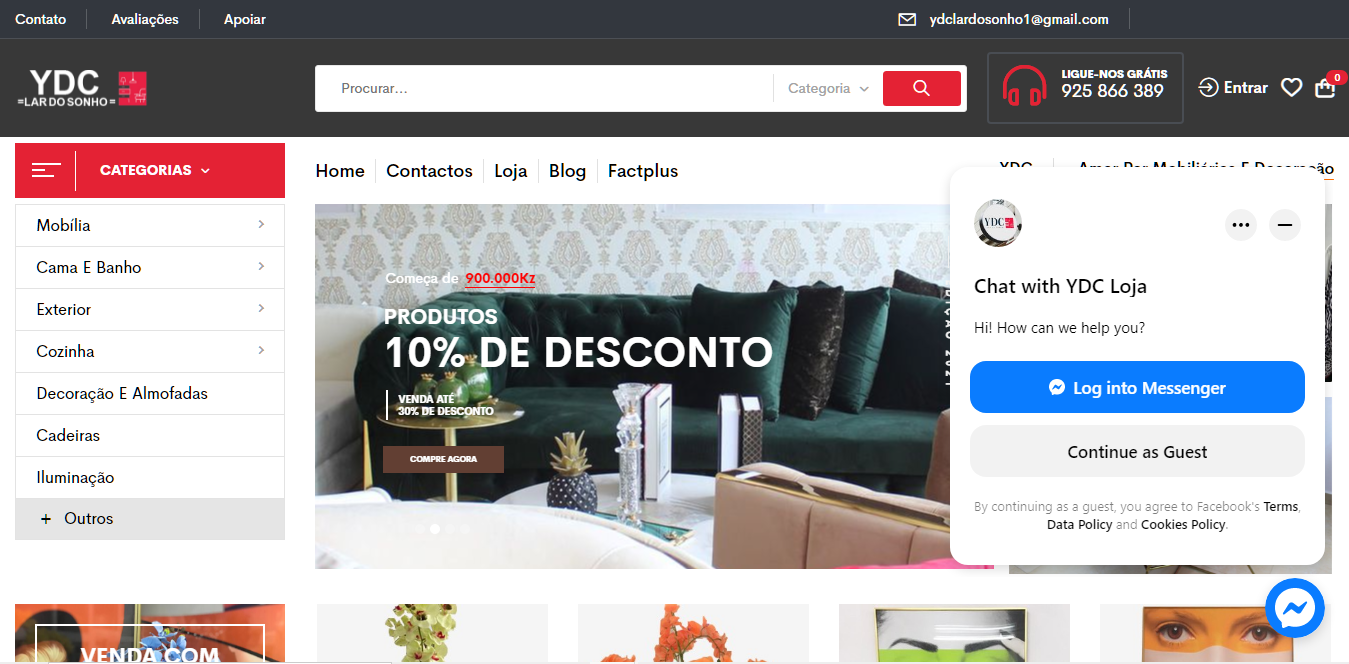 Contato
Avaliações
Apoiar
ydclardosonho1@gmail.com
YDC
=LAR DO SONHO=
Procurar...
Categoria
LIGUE-NOS GRÁTIS
925 866 389
Entrar
0
CATEGORIAS
Home
Contactos
Loja
Blog
Factplus
YDC
Amor Por Mobiliário E Decoração
Mobília
Cama E Banho
Exterior
Cozinha
Decoração E Almofadas
Cadeiras
Iluminação
+ Outros
Começa de 900.000Kz
PRODUTOS
10% DE DESCONTO
VENDA ATÉ
30% DE DESCONTO
COMPRE AGORA
YDC
Chat with YDC Loja
Hi! How can we help you?
Log into Messenger
Continue as Guest
By continuing as a guest, you agree to Facebook's Terms,
Data Policy and Cookies Policy.
VENDA COM